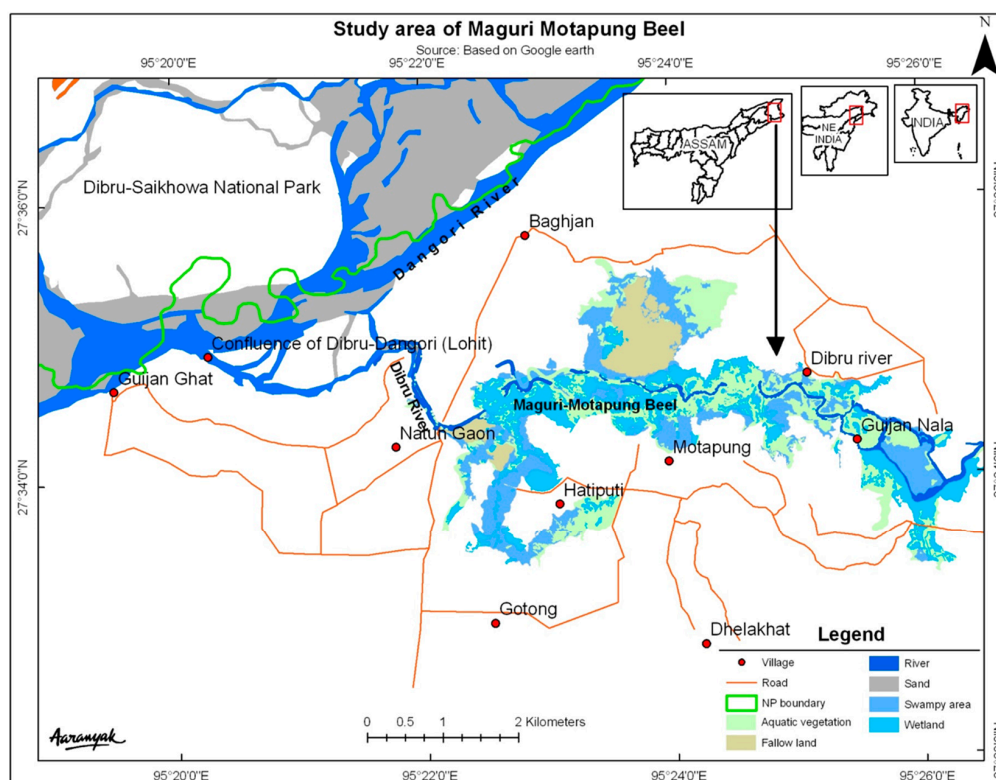 Study area of Maguri Motapung Beel
Source: Based on Google earth
N
95°20'0"E
95°22'0"E
95°24'0"E
95°26'0"E
ASSAM
NE
INDIA
INDIA
Dibru-Saikhowa National Park
27°36'0"N
Dangori River
Baghjan
Confluence of Dibru-Dangori (Lohit)
Dibru river
Guijan Ghat
Dibru River
Maguri-Motapung Beel
Natun Gaon
Guijan Nala
Motapung
27°34'0"N
Hatiputi
Gotong
Dhelakhat
Legend
Village
Road
NP boundary
Aquatic vegetation
Fallow land
River
Sand
Swampy area
Wetland
Aaranyak
0 0.5 1 2 Kilometers
95°20'0"E
95°22'0"E
95°24'0"E
95°26'0"E